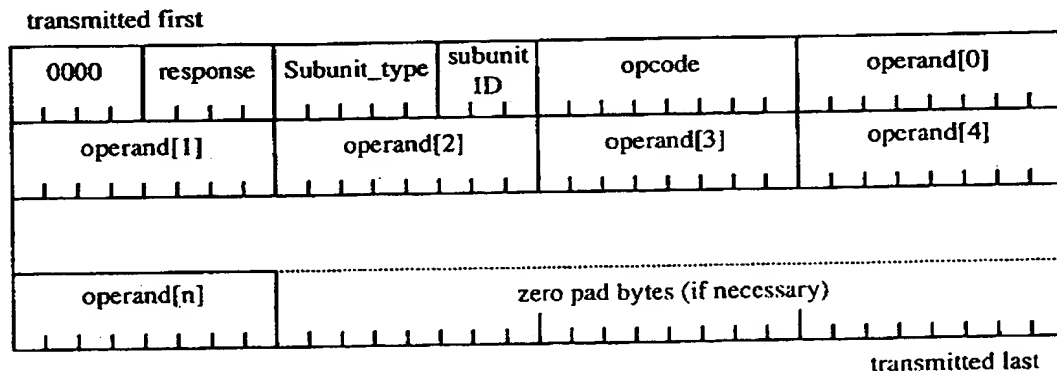 transmitted first
0000 response Subunit_type subunit ID opcode operand[0]
operand[1] operand[2] operand[3] operand[4]
operand[n] zero pad bytes (if necessary)
transmitted last